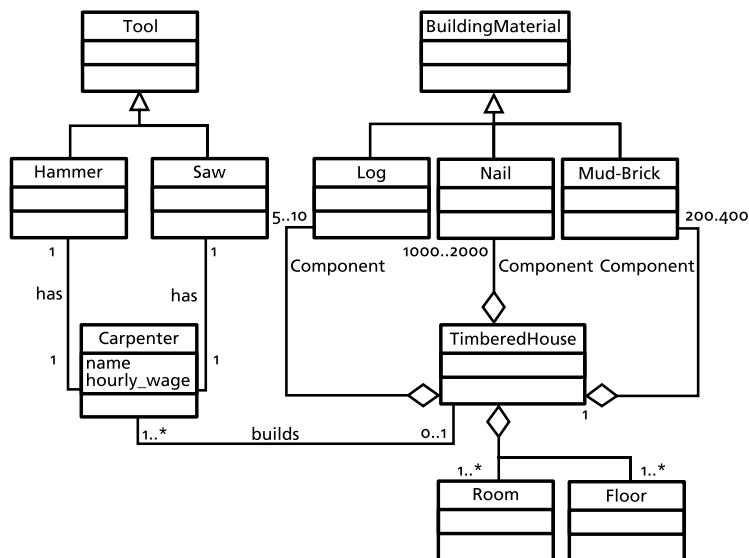 Tool
BuildingMaterial
Hammer
Saw
Log
Nail
Mud-Brick
5..10
200.400
1
1
1000..2000
Component
Component
Component
has
has
Carpenter
TimberedHouse
1
name
1
hourly_wage
1
1..*
builds
0..1
1..*
1..*
Room
Floor